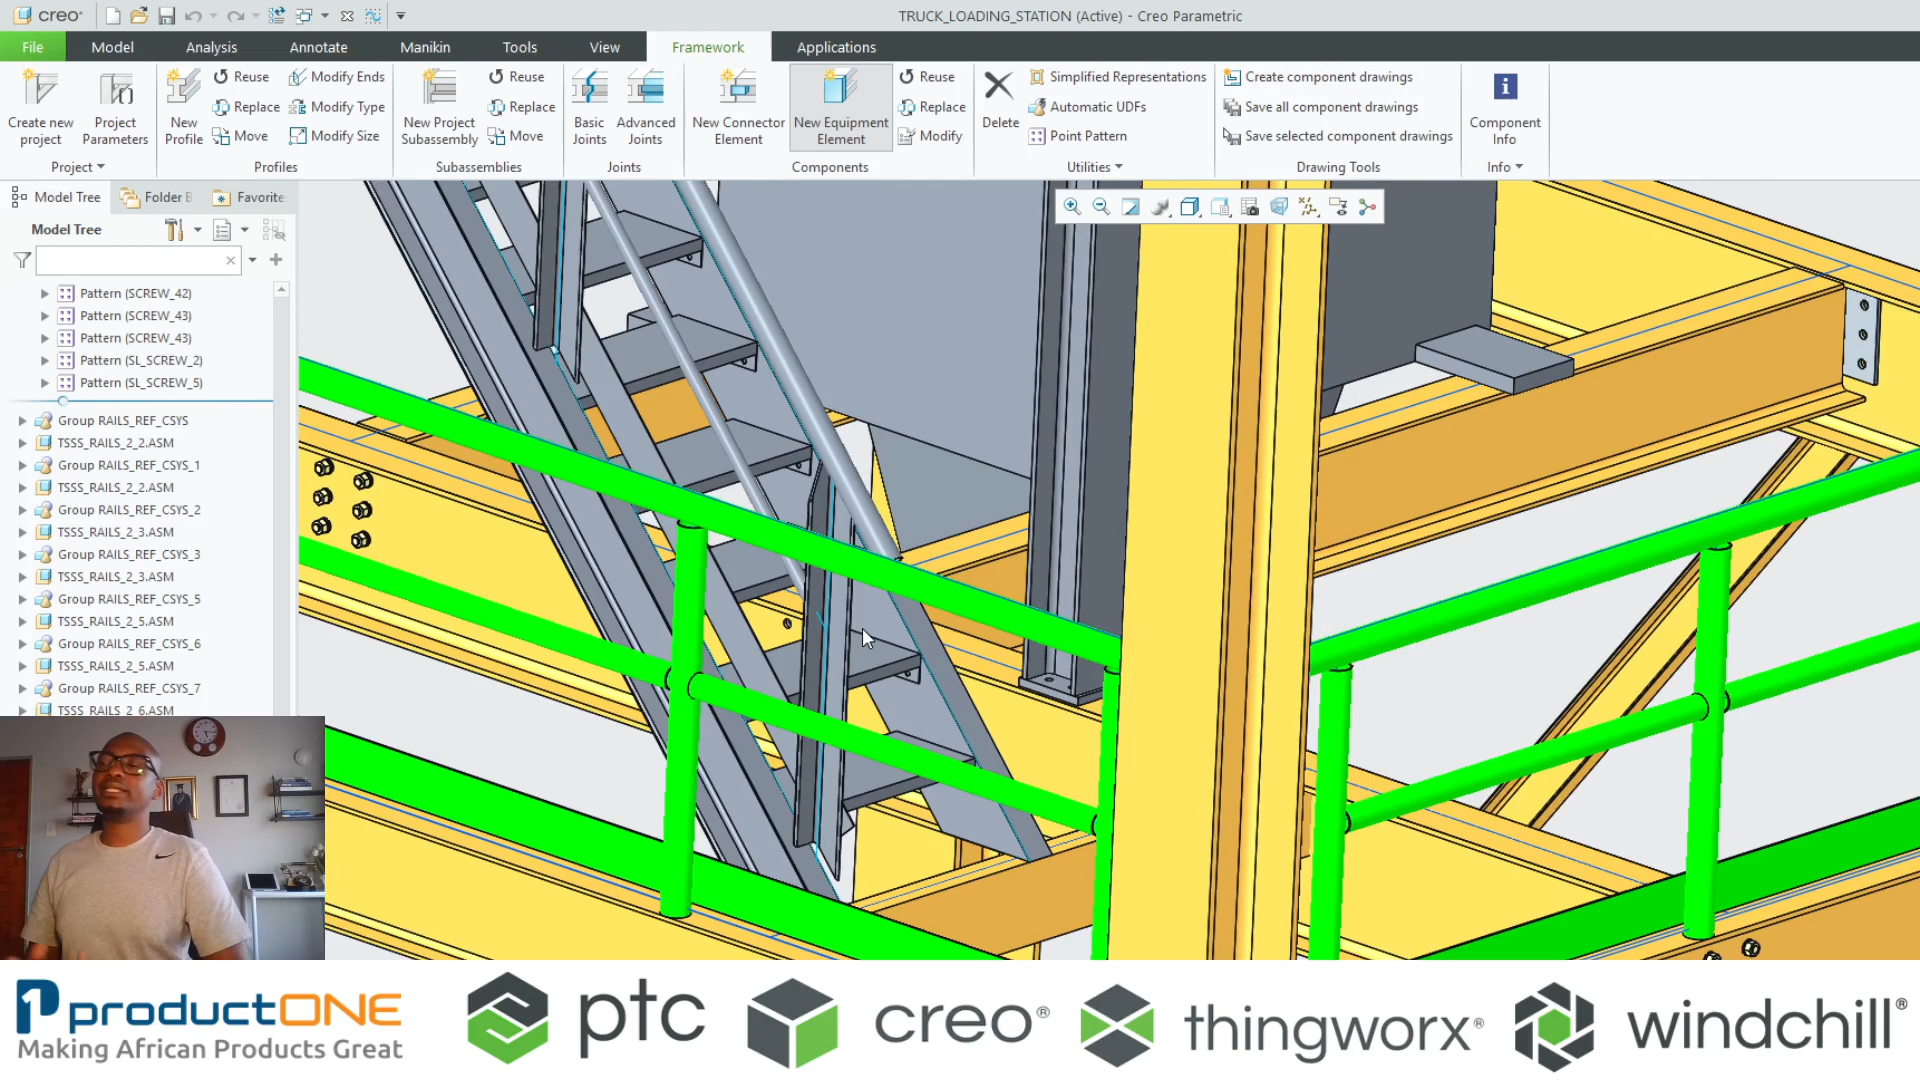 creo®
TRUCK_LOADING_STATION (Active) - Creo Parametric
File Model Analysis Annotate Manikin Tools View Framework Applications
Create new project
Project Parameters
Project
New Profile
Reuse
Replace
Move
Modify Ends
Modify Type
Modify Size
Profiles
New Project Subassembly
Reuse
Replace
Move
Subassemblies
Basic Joints
Advanced Joints
Joints
New Connector Element
New Equipment Element
Reuse
Replace
Modify
Components
Delete
Simplified Representations
Automatic UDFs
Point Pattern
Utilities
Create component drawings
Save all component drawings
Save selected component drawings
Drawing Tools
Component Info
Info
Model Tree
Folder B
Favorite
Model Tree
Pattern (SCREW_42)
Pattern (SCREW_43)
Pattern (SCREW_43)
Pattern (SL_SCREW_2)
Pattern (SL_SCREW_5)
Group RAILS_REF_CSYS
TSSS_RAILS_2_2.ASM
Group RAILS_REF_CSYS_1
TSSS_RAILS_2_2.ASM
Group RAILS_REF_CSYS_2
TSSS_RAILS_2_3.ASM
Group RAILS_REF_CSYS_3
TSSS_RAILS_2_3.ASM
Group RAILS_REF_CSYS_5
TSSS_RAILS_2_5.ASM
Group RAILS_REF_CSYS_6
TSSS_RAILS_2_5.ASM
Group RAILS_REF_CSYS_7
TSSS_RAILS_2_6.ASM
productONE
Making African Products Great
ptc
creo®
thingworx®
windchill®